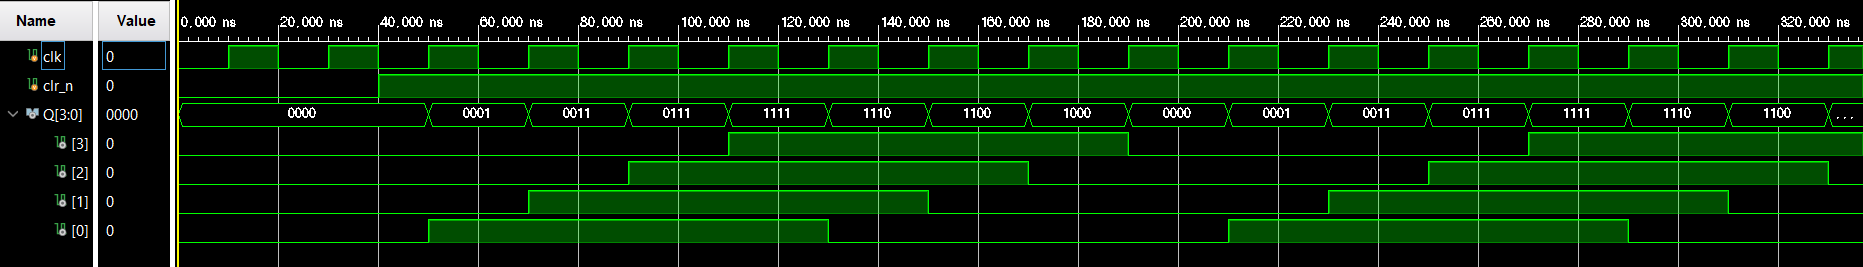 Name Value 0.000 ns 20.000 ns 40.000 ns 60.000 ns 80.000 ns 100.000 ns 120.000 ns 140.000 ns 160.000 ns 180.000 ns 200.000 ns 220.000 ns 240.000 ns 260.000 ns 280.000 ns 300.000 ns 320.000 ns
clk 0
clr_n 0
Q[3:0] 0000 0000 0001 0011 0111 1111 1110 1100 1000 0000 0001 0011 0111 1111 1110 1100 ...
[3] 0
[2] 0
[1] 0
[0] 0